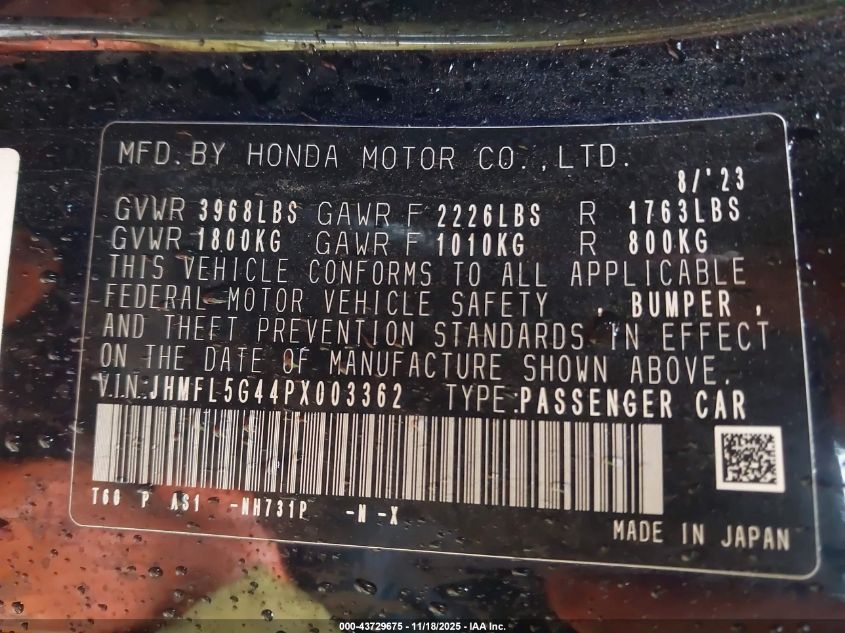 MFD. BY HONDA MOTOR CO., LTD.
8/'23
GVWR 3968LBS GAWR F 2226LBS R 1763LBS
GVWR 1800KG GAWR F 1010KG R 800KG
THIS VEHICLE CONFORMS TO ALL APPLICABLE
FEDERAL MOTOR VEHICLE SAFETY , BUMPER ,
AND THEFT PREVENTION STANDARDS IN EFFECT
ON THE DATE OF MANUFACTURE SHOWN ABOVE.
V.I.N:JHMFL5G44PX003362 TYPE:PASSENGER CAR
T60 P AS1 -NH731P -N -X
MADE IN JAPAN
000-43729675 - 11/18/2025 - IAA Inc.